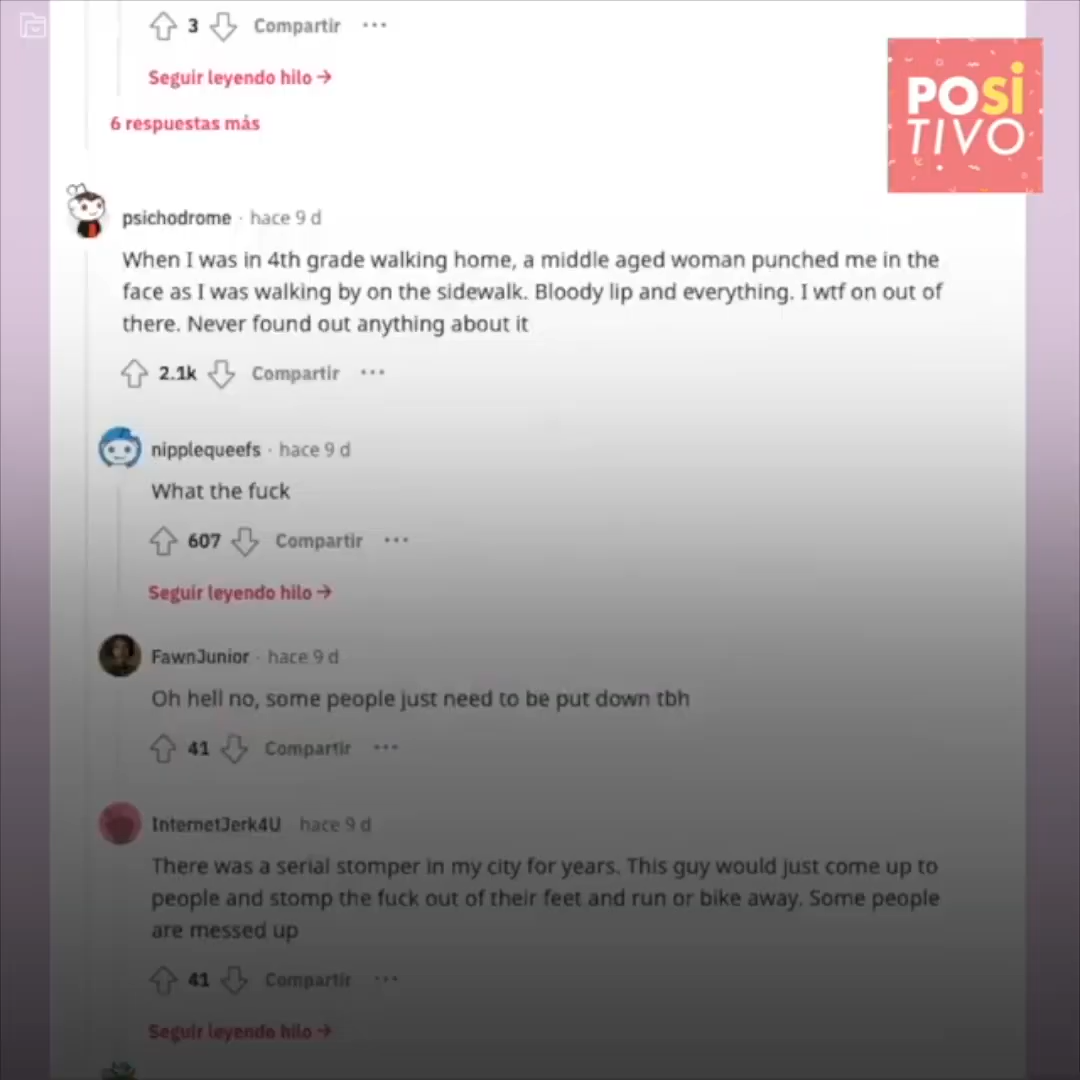 3 Compartir
Seguir leyendo hilo →
6 respuestas más
POSi
TIVO
psichodrome · hace 9 d
When I was in 4th grade walking home, a middle aged woman punched me in the
face as I was walking by on the sidewalk. Bloody lip and everything. I wtf on out of
there. Never found out anything about it
2.1k Compartir
nipplequeefs · hace 9 d
What the fuck
607 Compartir
Seguir leyendo hilo →
FawnJunior · hace 9 d
Oh hell no, some people just need to be put down tbh
41 Compartir
InternetJerk4U hace 9 d
There was a serial stomper in my city for years. This guy would just come up to
people and stomp the fuck out of their feet and run or bike away. Some people
are messed up
41 Compartir
Seguir leyendo hilo →